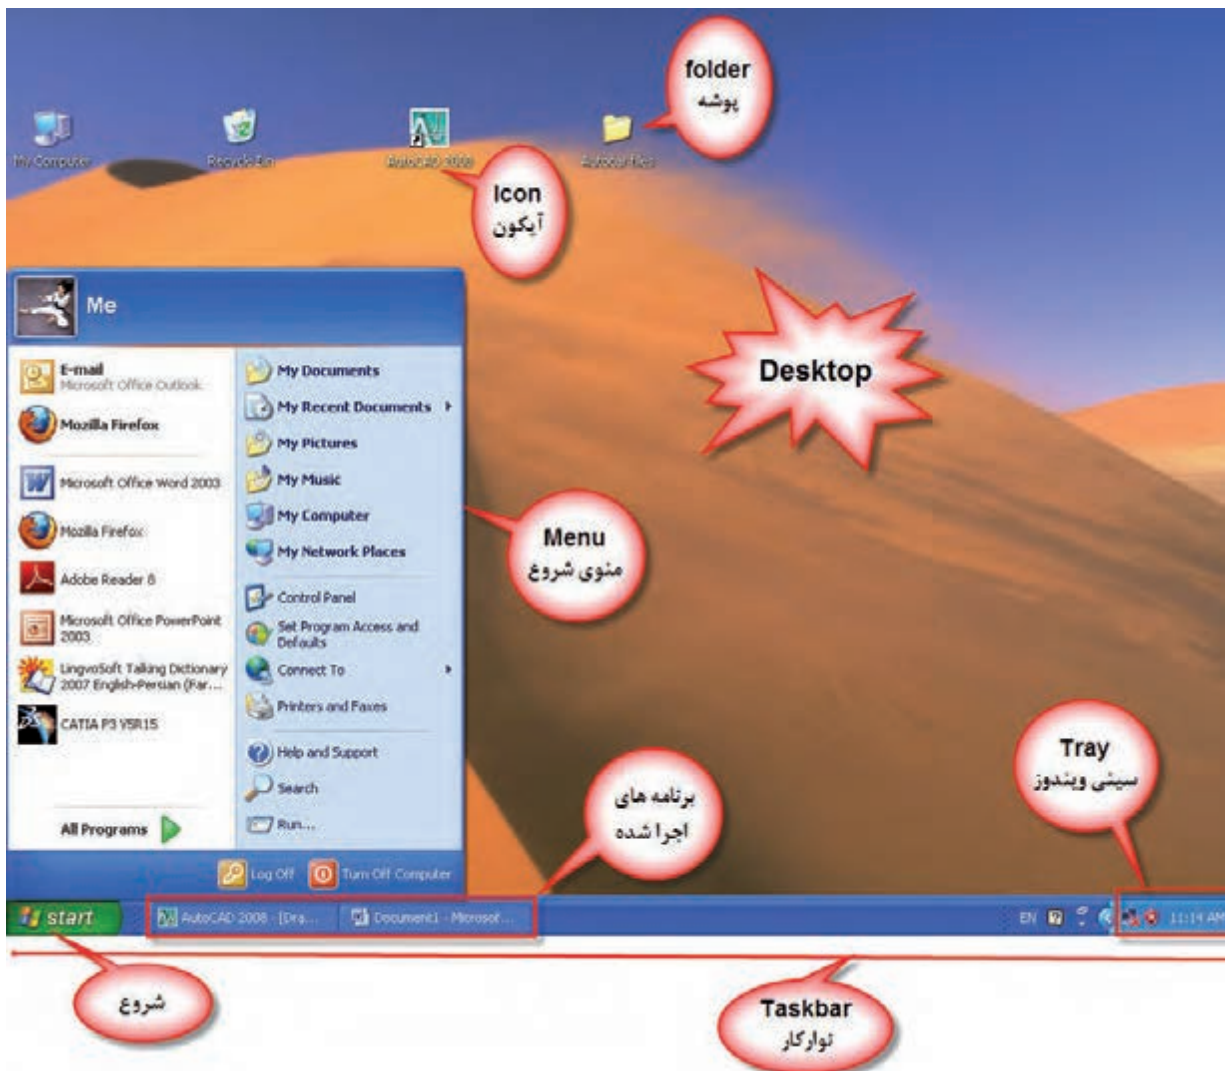 folder
پوشه
My Computer
Recycle Bin
AutoCAD 2008
Icon
آیکون
Me
Desktop
E-mail
Microsoft Office Outlook
Mozilla Firefox
Microsoft Office Word 2003
Mozilla Firefox
Adobe Reader 8
Microsoft Office PowerPoint
2003
LingvoSoft Talking Dictionary
2007 English-Persian (Far...
CATIA P3 V5R15
All Programs
My Documents
My Recent Documents
My Pictures
My Music
My Computer
My Network Places
Control Panel
Set Program Access and
Defaults
Connect To
Printers and Faxes
Help and Support
Search
Run...
Log Off
Turn Off Computer
Menu
منوی شروع
برنامه های
اجرا شده
Tray
سینی ویندوز
start
AutoCAD 2008 - [Dra...
Document1 - Microsof...
EN
11:14 AM
شروع
Taskbar
نوارکار